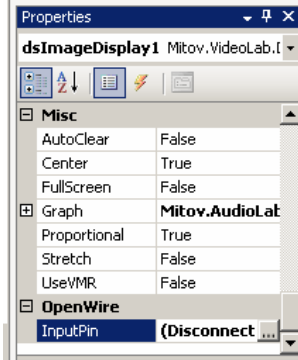 Properties
dsImageDisplay1 Mitov.VideoLab.[
Misc
AutoClear False
Center True
FullScreen False
Graph Mitov.AudioLab
Proportional True
Stretch False
UseVMR False
OpenWire
InputPin (Disconnect ...